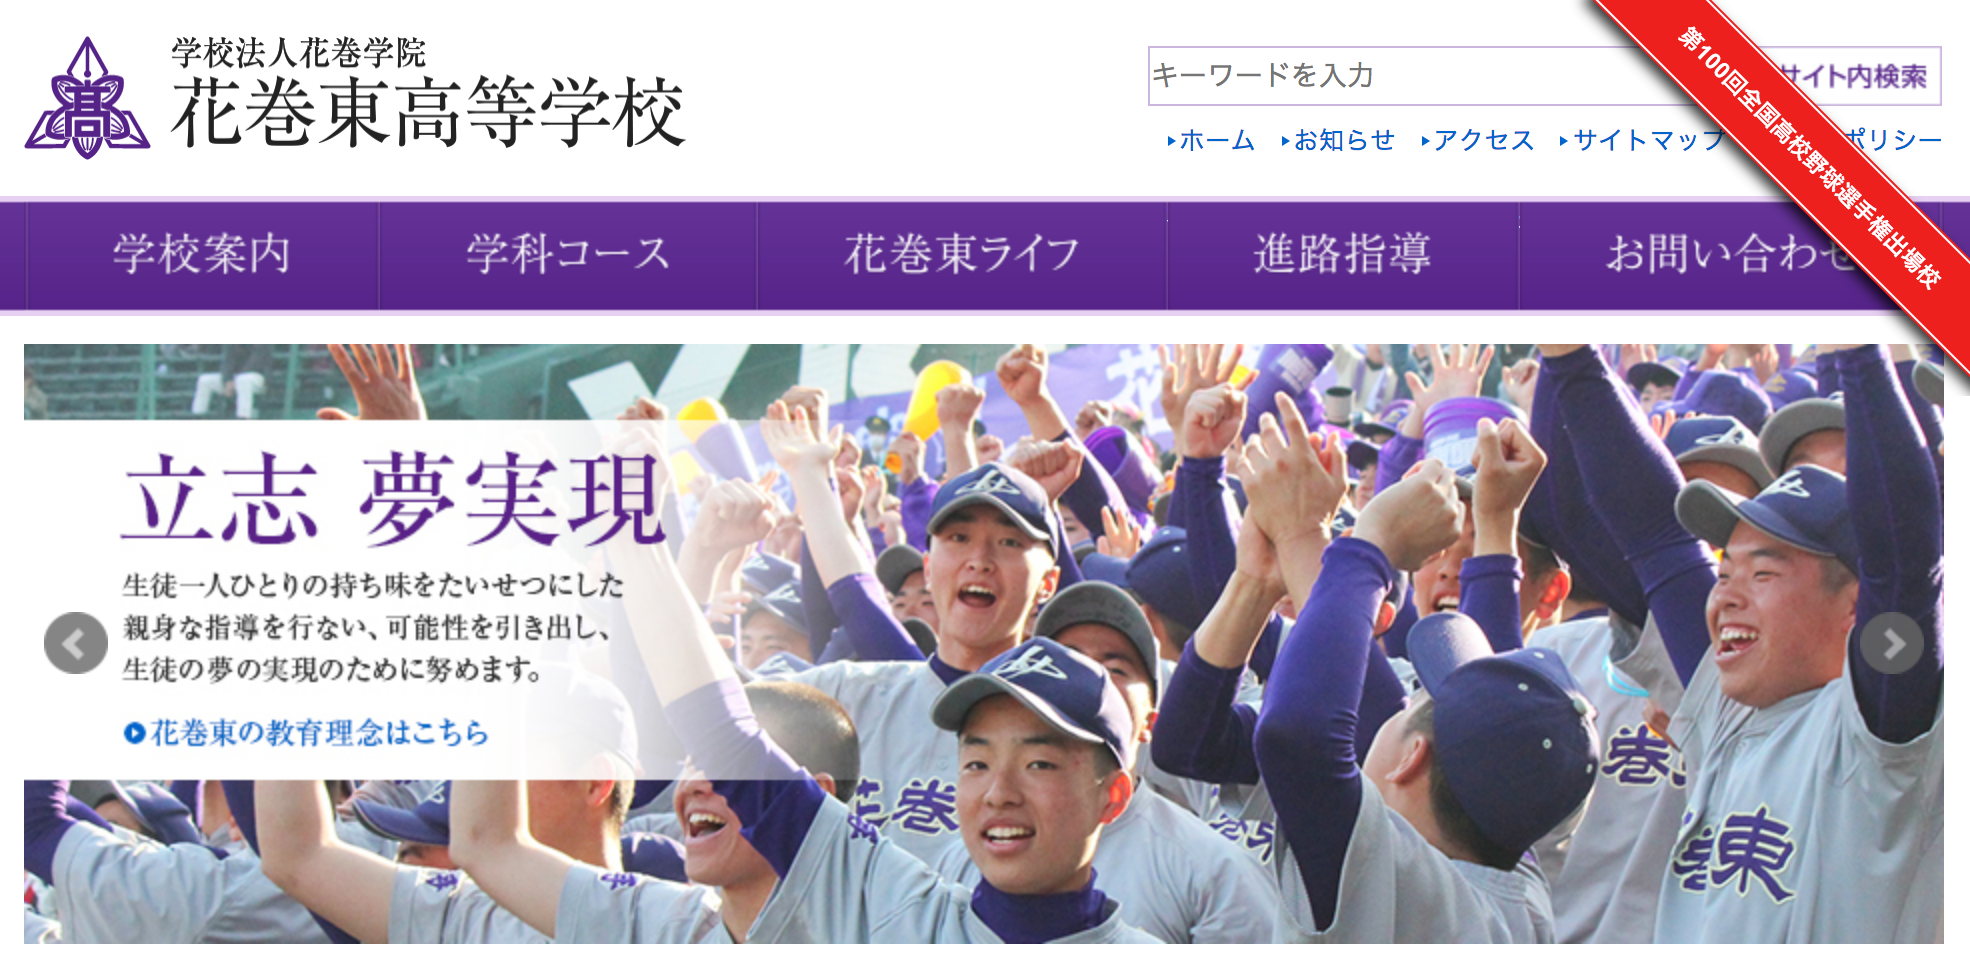 学校法人花巻学院
花巻東高等学校
高
キーワードを入力
サイト内検索
ホーム
お知らせ
アクセス
サイトマップ
ポリシー
第100回全国高校野球選手権出場校
学校案内
学科コース
花巻東ライフ
進路指導
お問い合わせ
立志 夢実現
生徒一人ひとりの持ち味をたいせつにした
親身な指導を行ない、可能性を引き出し、
生徒の夢の実現のために努めます。
花巻東の教育理念はこちら
花
巻
巻
東